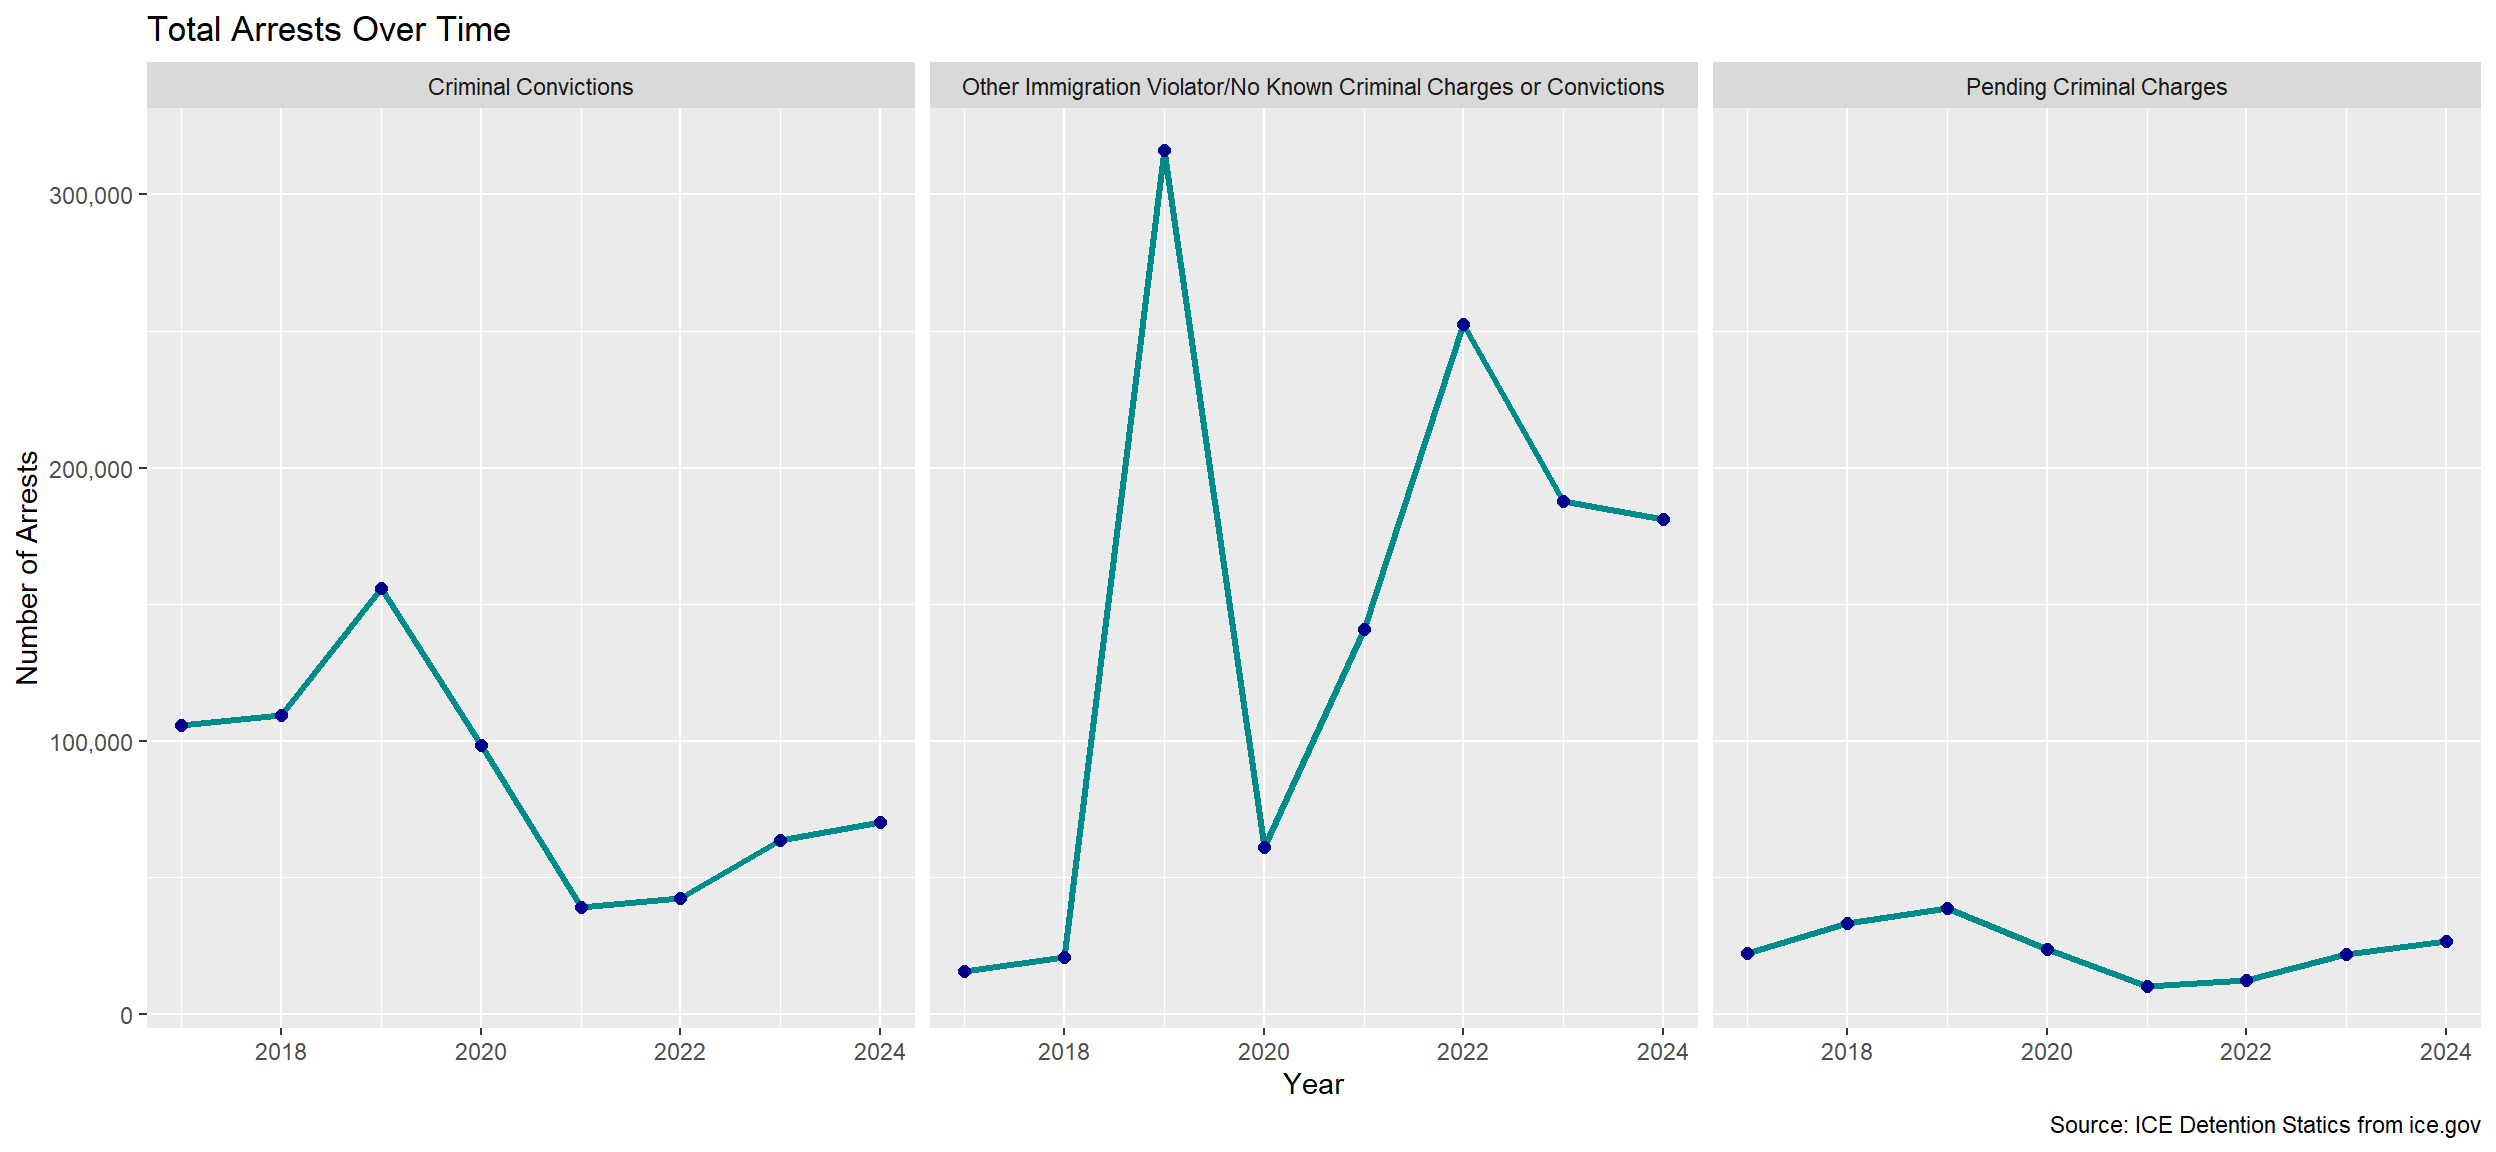 Total Arrests Over Time
Criminal Convictions
Other Immigration Violator/No Known Criminal Charges or Convictions
Pending Criminal Charges
Number of Arrests
300,000
200,000
100,000
0
2018 2020 2022 2024
2018 2020 2022 2024
2018 2020 2022 2024
Year
Source: ICE Detention Statics from ice.gov